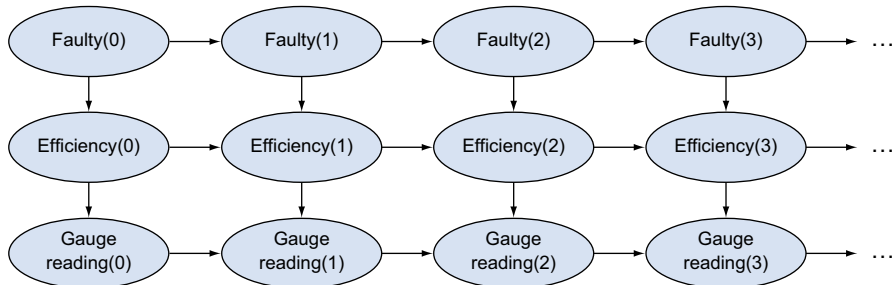 Faulty(0)
Faulty(1)
Faulty(2)
Faulty(3)
...
Efficiency(0)
Efficiency(1)
Efficiency(2)
Efficiency(3)
...
Gauge
reading(0)
Gauge
reading(1)
Gauge
reading(2)
Gauge
reading(3)
...